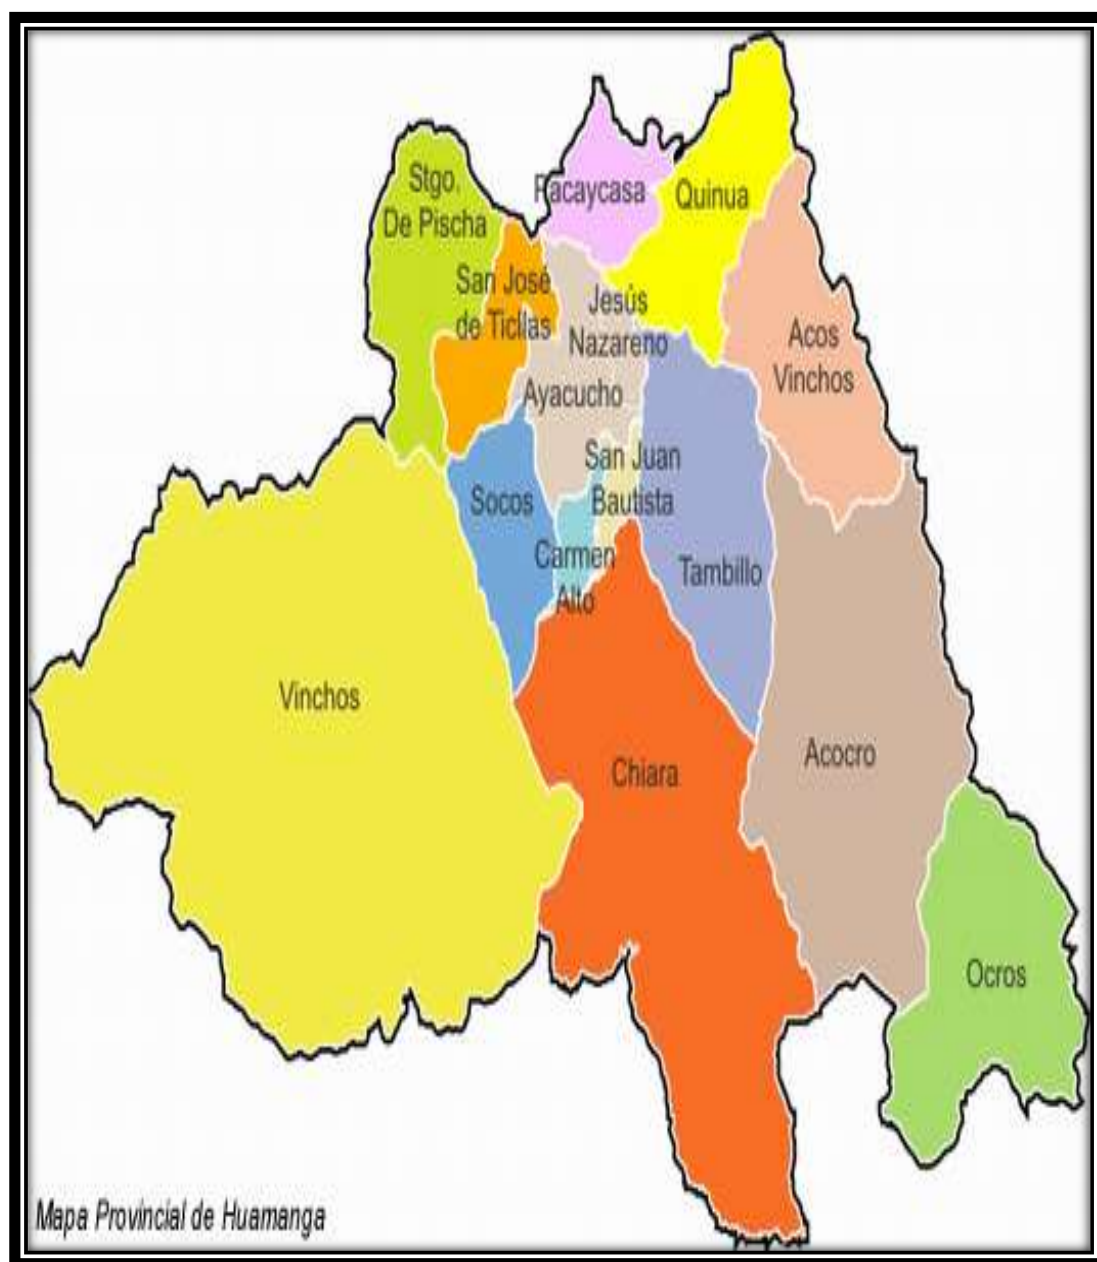 Stgo.
De Pischa
Pacaycasa
Quinua
San José
de Ticllas
Jesús
Nazareno
Acos
Vinchos
Ayacucho
San Juan
Bautista
Socos
Carmen
Alto
Tambillo
Vinchos
Chiara
Acocro
Ocros
Mapa Provincial de Huamanga